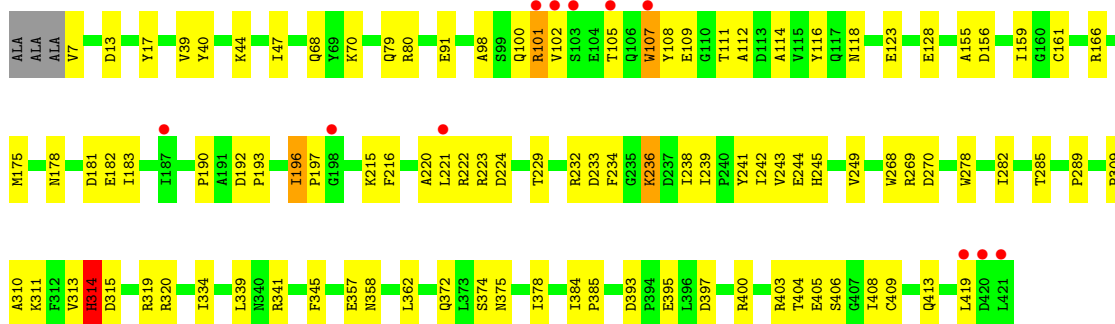 ALA ALA ALA V7 D13 Y17 V39 Y40 K44 I47 Q68 Y69 K70 Q79 R80 E91 A98 S99 Q100 R101 V102 S103 E104 T105 Q106 W107 Y108 E109 G110 T111 A112 D113 A114 V115 Y116 Q117 N118 E123 E128 A155 D156 I159 G160 C161 R166
M175 N178 D181 E182 I183 I187 P190 A191 D192 P193 I196 P197 G198 K215 F216 A220 L221 R222 R223 D224 T229 R232 D233 F234 G235 K236 D237 I238 I239 P240 Y241 I242 V243 E244 H245 V249 W268 R269 D270 W278 I282 T285 P289
A310 K311 F312 V313 H314 D315 R319 R320 I334 L339 N340 R341 F345 E357 N358 L362 Q372 L373 S374 N375 I378 I384 P385 D393 P394 E395 L396 D397 R400 R403 T404 E405 S406 G407 I408 C409 Q413 L419 D420 L421